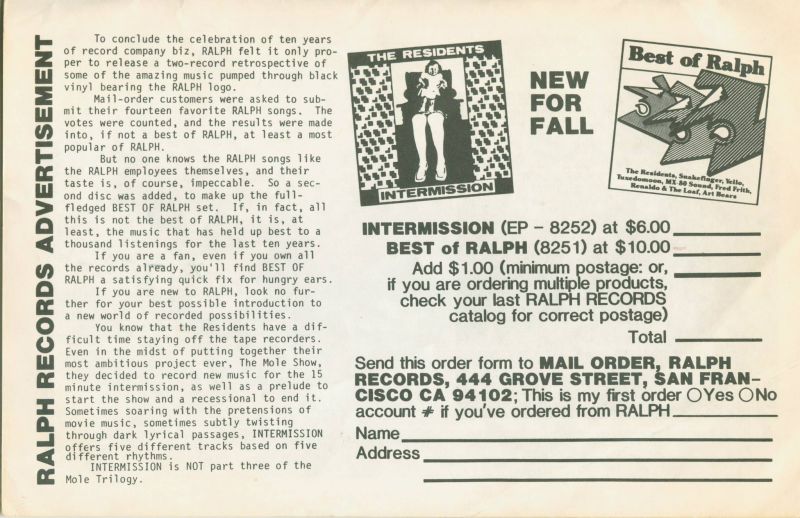 RALPH RECORDS ADVERTISEMENT
To conclude the celebration of ten years
of record company biz, RALPH felt it only pro-
per to release a two-record retrospective of
some of the amazing music pumped through black
vinyl bearing the RALPH logo.
Mail-order customers were asked to sub-
mit their fourteen favorite RALPH songs. The
votes were counted, and the results were made
into, if not a best of RALPH, at least a most
popular of RALPH.
But no one knows the RALPH songs like
the RALPH employees themselves, and their
taste is, of course, impeccable. So a sec-
ond disc was added, to make up the full-
fledged BEST OF RALPH set. If, in fact, all
this is not the best of RALPH, it is, at
least, the music that has held up best to a
thousand listenings for the last ten years.
If you are a fan, even if you own all
the records already, you'll find BEST OF
RALPH a satisfying quick fix for hungry ears.
If you are new to RALPH, look no fur-
ther for your best possible introduction to
a new world of recorded possibilities.
You know that the Residents have a dif-
ficult time staying off the tape recorders.
Even in the midst of putting together their
most ambitious project ever, The Mole Show,
they decided to record new music for the 15
minute intermission, as well as a prelude to
start the show and a recessional to end it.
Sometimes soaring with the pretensions of
movie music, sometimes subtly twisting
through dark lyrical passages, INTERMISSION
offers five different tracks based on five
different rhythms.
INTERMISSION is NOT part three of the
Mole Trilogy.
THE RESIDENTS
INTERMISSION
NEW
FOR
FALL
Best of Ralph
The Residents, Snakefinger, Yello,
Tuxedomoon, MX-80 Sound, Fred Frith,
Renaldo & The Loaf, Art Bears
INTERMISSION (EP - 8252) at $6.00
BEST of RALPH (8251) at $10.00
Add $1.00 (minimum postage: or,
if you are ordering multiple products,
check your last RALPH RECORDS
catalog for correct postage)
Total
Send this order form to MAIL ORDER, RALPH
RECORDS, 444 GROVE STREET, SAN FRAN-
CISCO CA 94102; This is my first order OYes ONo
account # if you've ordered from RALPH
Name
Address